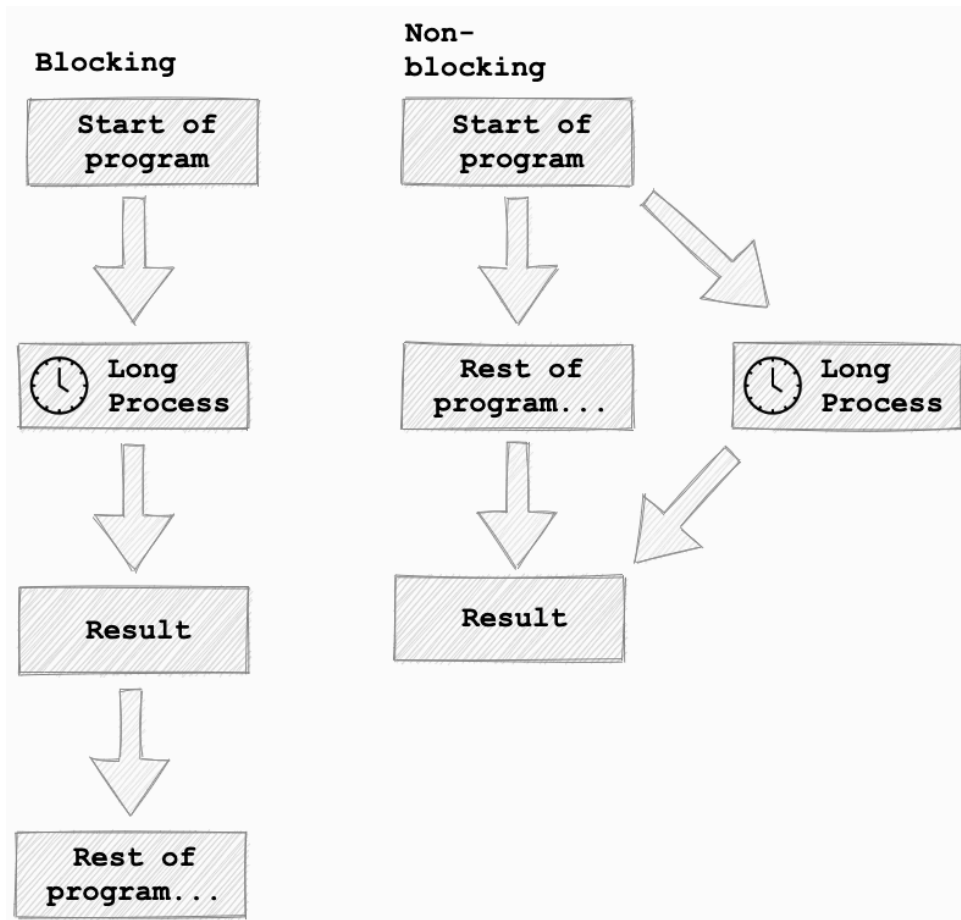 Blocking
Start of
program
Long
Process
Result
Rest of
program...
Non-
blocking
Start of
program
Rest of
program...
Long
Process
Result